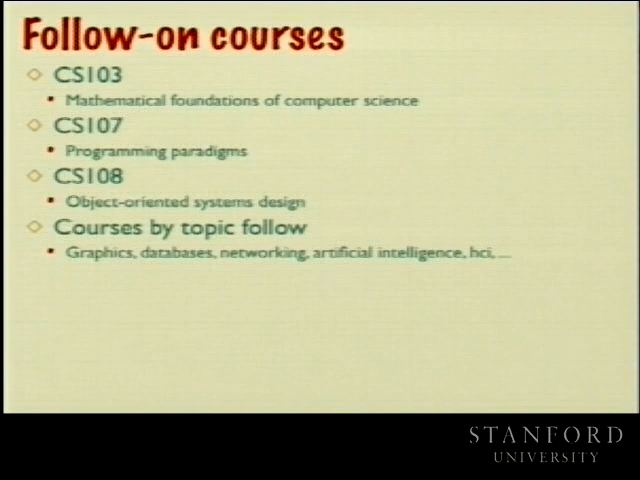 Follow-on courses
CS103
Mathematical foundations of computer science
CS107
Programming paradigms
CS108
Object-oriented systems design
Courses by topic follow
Graphics, databases, networking, artificial intelligence, hci, ...
STANFORD
UNIVERSITY